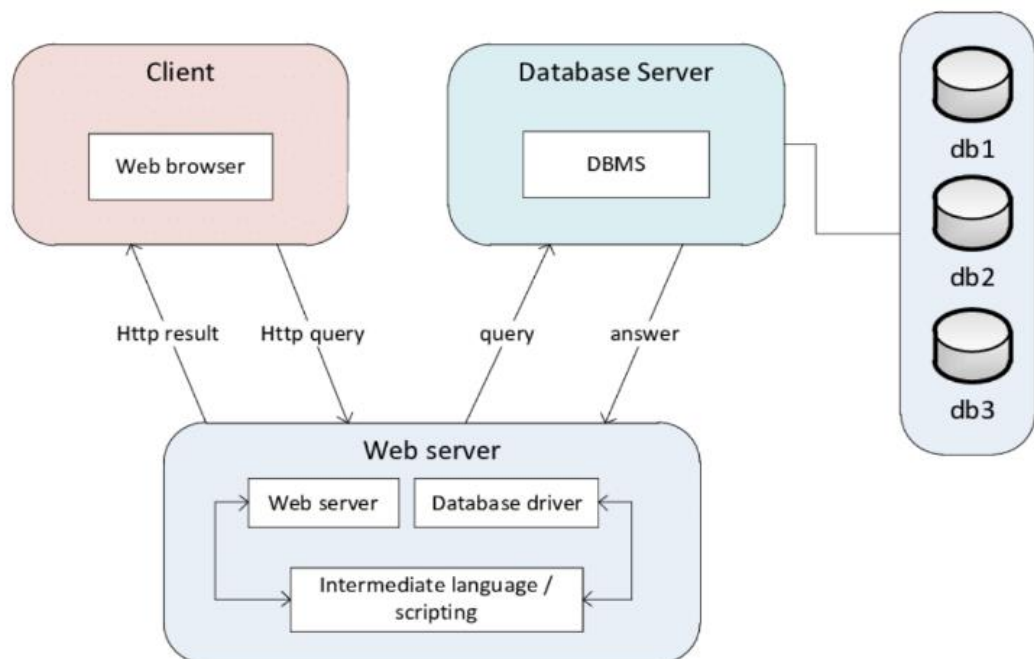 Client
Web browser
Database Server
DBMS
db1
db2
db3
Http result
Http query
query
answer
Web server
Web server
Database driver
Intermediate language /
scripting